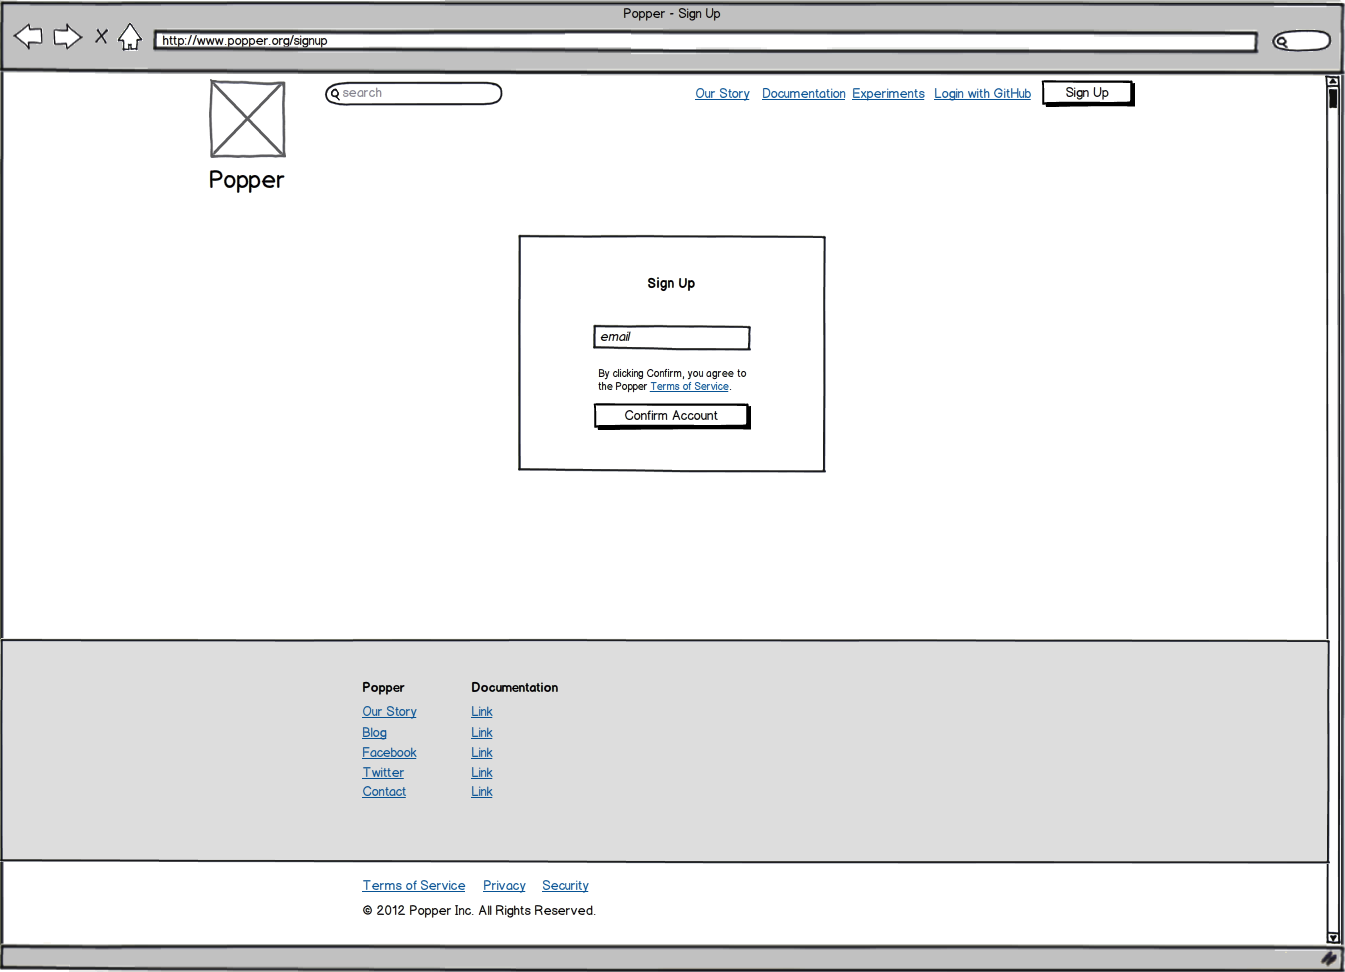 Popper - Sign Up
http://www.popper.org/signup
search
Our Story Documentation Experiments Login with GitHub Sign Up
Popper
Sign Up
email
By clicking Confirm, you agree to
the Popper Terms of Service.
Confirm Account
Popper Documentation
Our Story Link
Blog Link
Facebook Link
Twitter Link
Contact Link
Terms of Service Privacy Security
© 2012 Popper Inc. All Rights Reserved.